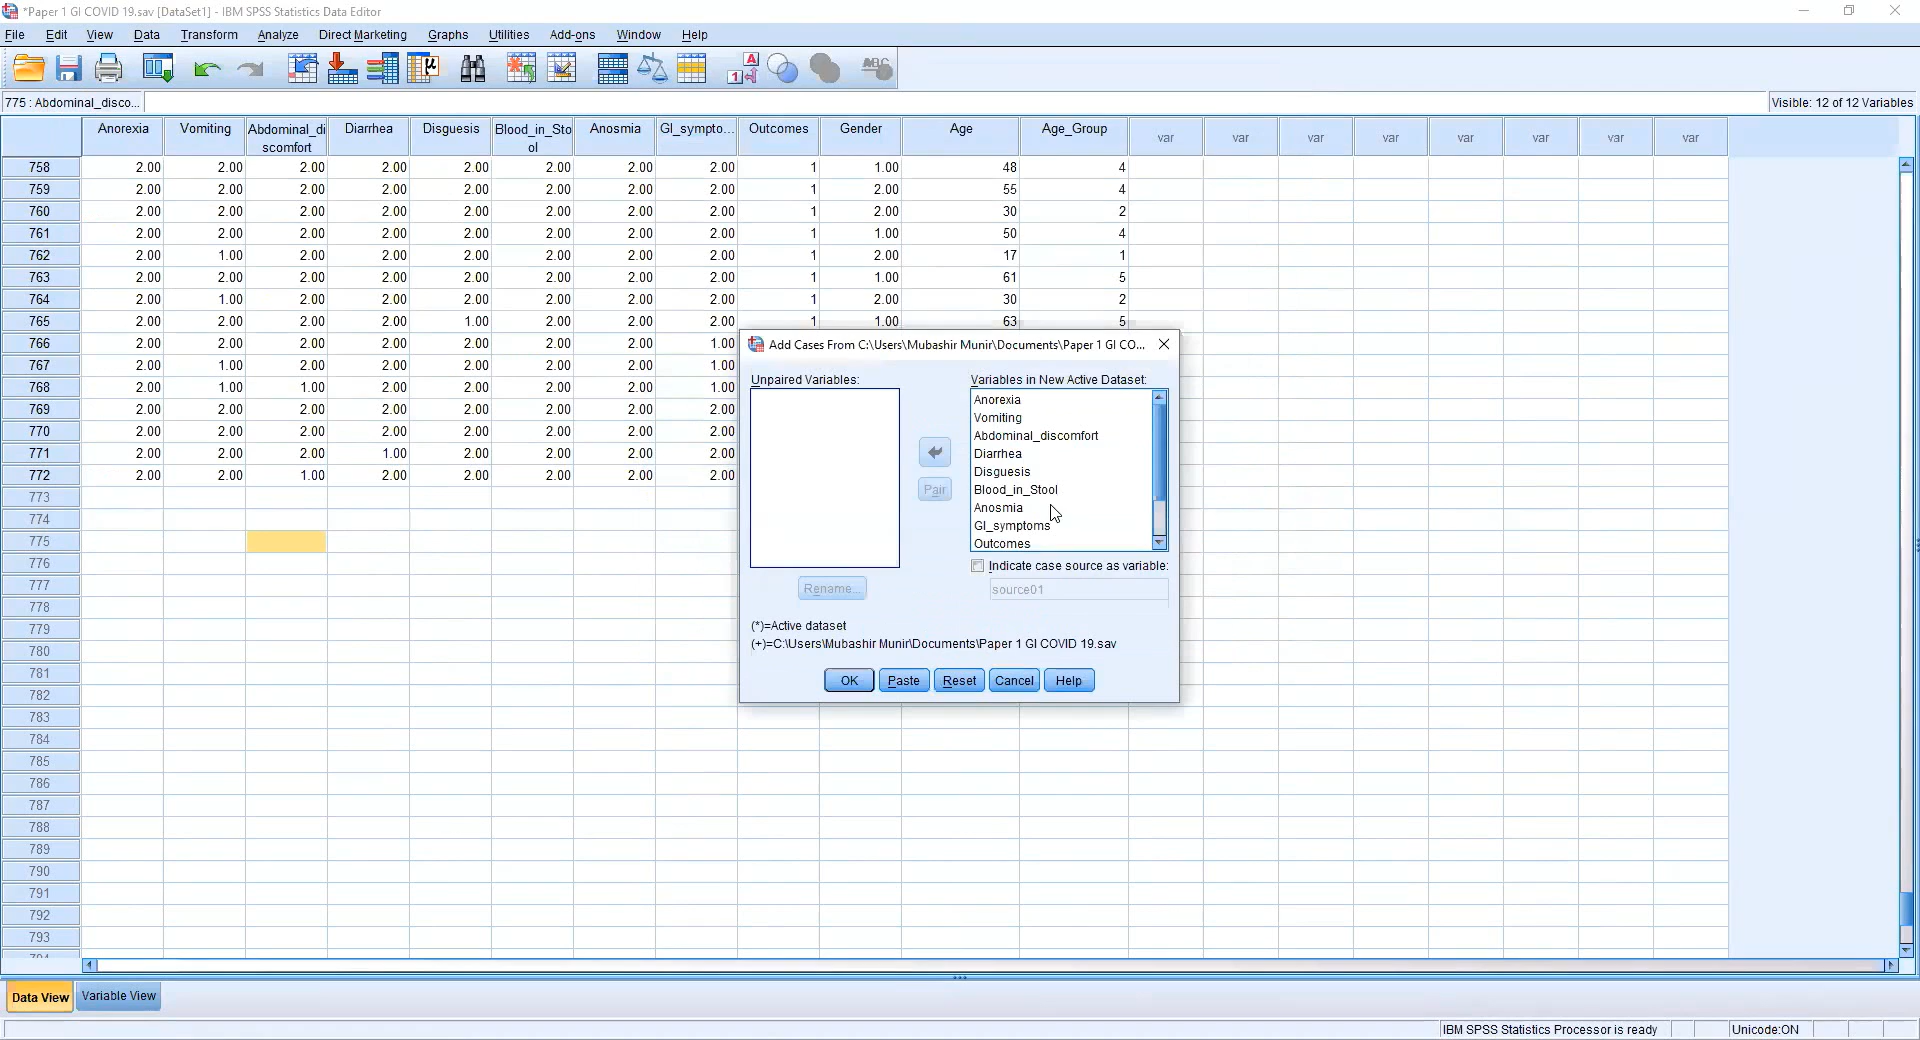 *Paper 1 GI COVID 19.sav [DataSet1] - IBM SPSS Statistics Data Editor
File Edit View Data Transform Analyze Direct Marketing Graphs Utilities Add-ons Window Help
775 : Abdominal_disco... Visible: 12 of 12 Variables
Anorexia Vomiting Abdominal_di Diarrhea Disguesis Blood_in_Sto Anosmia GI_sympto... Outcomes Gender Age Age_Group var var var var var var var var
scomfort ol
758 2.00 2.00 2.00 2.00 2.00 2.00 2.00 2.00 1 1.00 48 4
759 2.00 2.00 2.00 2.00 2.00 2.00 2.00 2.00 1 2.00 55 4
760 2.00 2.00 2.00 2.00 2.00 2.00 2.00 2.00 1 2.00 30 2
761 2.00 2.00 2.00 2.00 2.00 2.00 2.00 2.00 1 1.00 50 4
762 2.00 1.00 2.00 2.00 2.00 2.00 2.00 2.00 1 2.00 17 1
763 2.00 2.00 2.00 2.00 2.00 2.00 2.00 2.00 1 1.00 61 5
764 2.00 1.00 2.00 2.00 2.00 2.00 2.00 2.00 1 2.00 30 2
765 2.00 2.00 2.00 2.00 1.00 2.00 2.00 2.00 1 1.00 63 5
766 2.00 2.00 2.00 2.00 2.00 2.00 2.00 1.00
767 2.00 1.00 2.00 2.00 2.00 2.00 2.00 1.00
768 2.00 1.00 1.00 2.00 2.00 2.00 2.00 1.00
769 2.00 2.00 2.00 2.00 2.00 2.00 2.00 2.00
770 2.00 2.00 2.00 2.00 2.00 2.00 2.00 2.00
771 2.00 2.00 2.00 1.00 2.00 2.00 2.00 2.00
772 2.00 2.00 1.00 2.00 2.00 2.00 2.00 2.00
773
774
775
776
777
778
779
780
781
782
783
784
785
786
787
788
789
790
791
792
793
794
Add Cases From C:\Users\Mubashir Munir\Documents\Paper 1 GI CO...
Unpaired Variables: Variables in New Active Dataset:
Anorexia
Vomiting
Abdominal_discomfort
Diarrhea
Disguesis
Blood_in_Stool
Anosmia
GI_symptoms
Outcomes
Pair
Indicate case source as variable:
Rename... source01
(*)=Active dataset
(+)=C:\Users\Mubashir Munir\Documents\Paper 1 GI COVID 19.sav
OK Paste Reset Cancel Help
Data View Variable View
IBM SPSS Statistics Processor is ready Unicode:ON